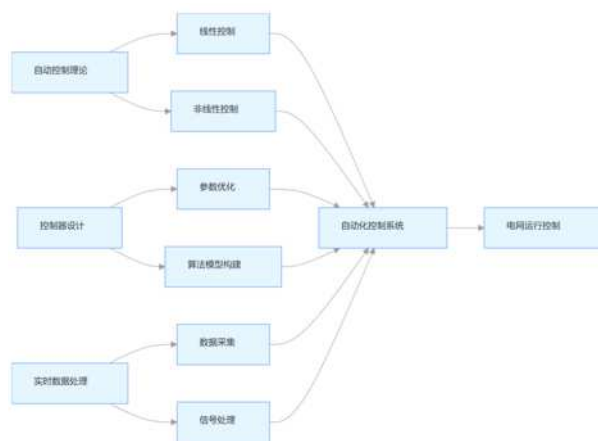 线性控制
自动控制理论
非线性控制
参数优化
控制器设计
自动化控制系统
电网运行控制
算法模型构建
数据采集
实时数据处理
信号处理